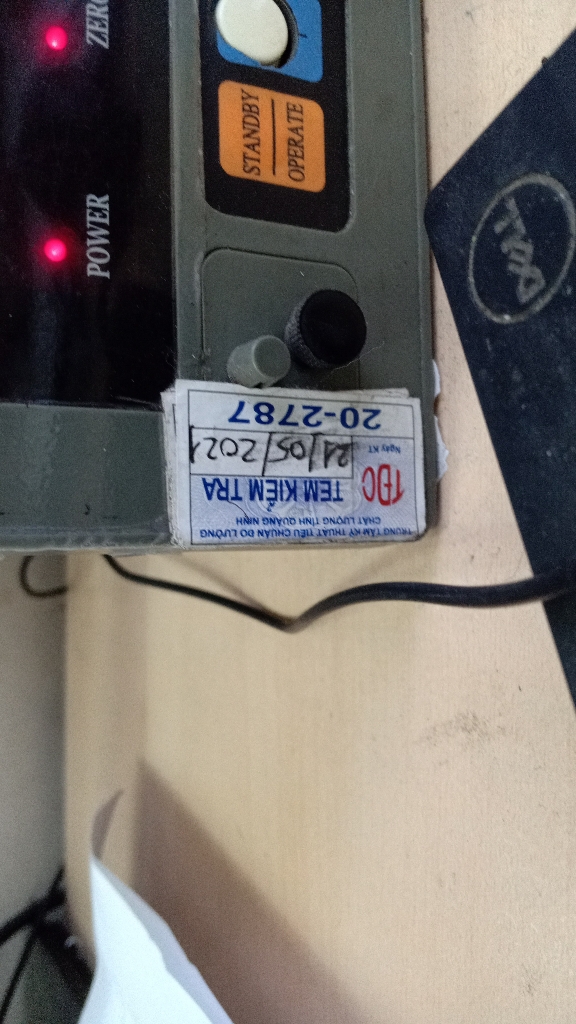 ZERO
POWER
STANDBY
OPERATE
TRUNG TÂM KỸ THUẬT TIÊU CHUẨN ĐO LƯỜNG
CHẤT LƯỢNG TỈNH QUẢNG NINH
TĐC
TEM KIỂM TRA
Ngày KT
21/05/2021
20-2787
DELL